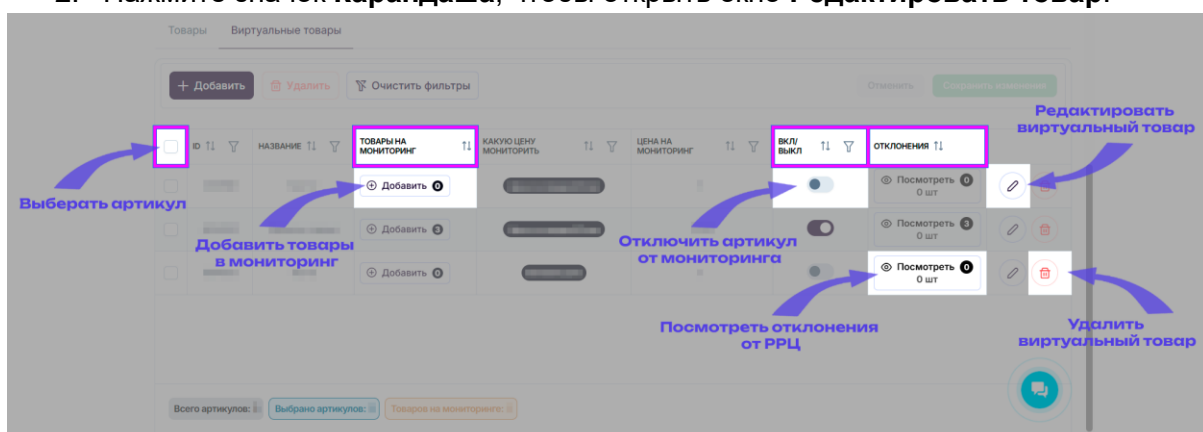 2. Нажмите значок Карандаша, чтобы открыть окно Редактировать товар.
Товары Виртуальные товары
+ Добавить Удалить Очистить фильтры Отменить Сохранить изменения
Редактировать
виртуальный товар
ID НАЗВАНИЕ ТОВАРЫ НА МОНИТОРИНГ КАКУЮ ЦЕНУ МОНИТОРИТЬ ЦЕНА НА МОНИТОРИНГ ВКЛ/ВЫКЛ ОТКЛОНЕНИЯ
Добавить 0 Посмотреть 0
0 шт
Выберать артикул
Добавить 3 Посмотреть 3
0 шт
Добавить товары
в мониторинг
Отключить артикул
от мониторинга
Добавить 0 Посмотреть 0
0 шт
Посмотреть отклонения
от РРЦ
Удалить
виртуальный товар
Всего артикулов: Выбрано артикулов: Товаров на мониторинге: